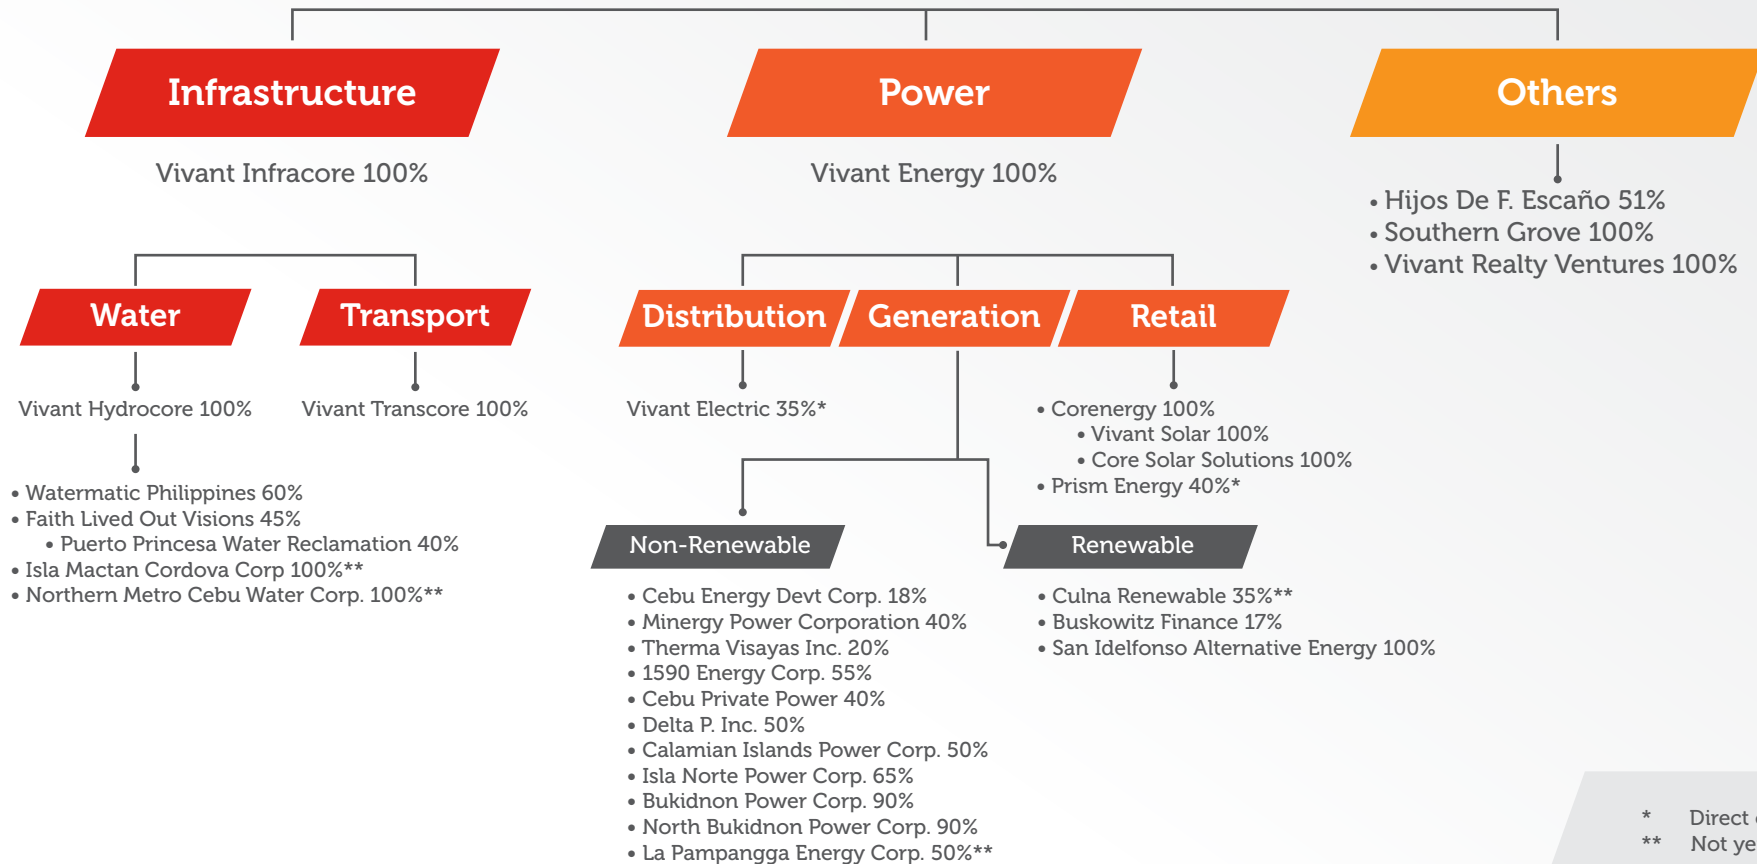 Infrastructure
Vivant Infracore 100%
Water
Vivant Hydrocore 100%
• Watermatic Philippines 60%
• Faith Lived Out Visions 45%
• Puerto Princesa Water Reclamation 40%
• Isla Mactan Cordova Corp 100%**
• Northern Metro Cebu Water Corp. 100%**
Transport
Vivant Transcore 100%
Power
Vivant Energy 100%
Distribution
Vivant Electric 35%*
Generation
Non-Renewable
• Cebu Energy Devt Corp. 18%
• Minergy Power Corporation 40%
• Therma Visayas Inc. 20%
• 1590 Energy Corp. 55%
• Cebu Private Power 40%
• Delta P. Inc. 50%
• Calamian Islands Power Corp. 50%
• Isla Norte Power Corp. 65%
• Bukidnon Power Corp. 90%
• North Bukidnon Power Corp. 90%
• La Pampangga Energy Corp. 50%**
Renewable
• Culna Renewable 35%**
• Buskowitz Finance 17%
• San Idelfonso Alternative Energy 100%
Retail
• Corenergy 100%
• Vivant Solar 100%
• Core Solar Solutions 100%
• Prism Energy 40%*
Others
• Hijos De F. Escaño 51%
• Southern Grove 100%
• Vivant Realty Ventures 100%
* Direct
** Not